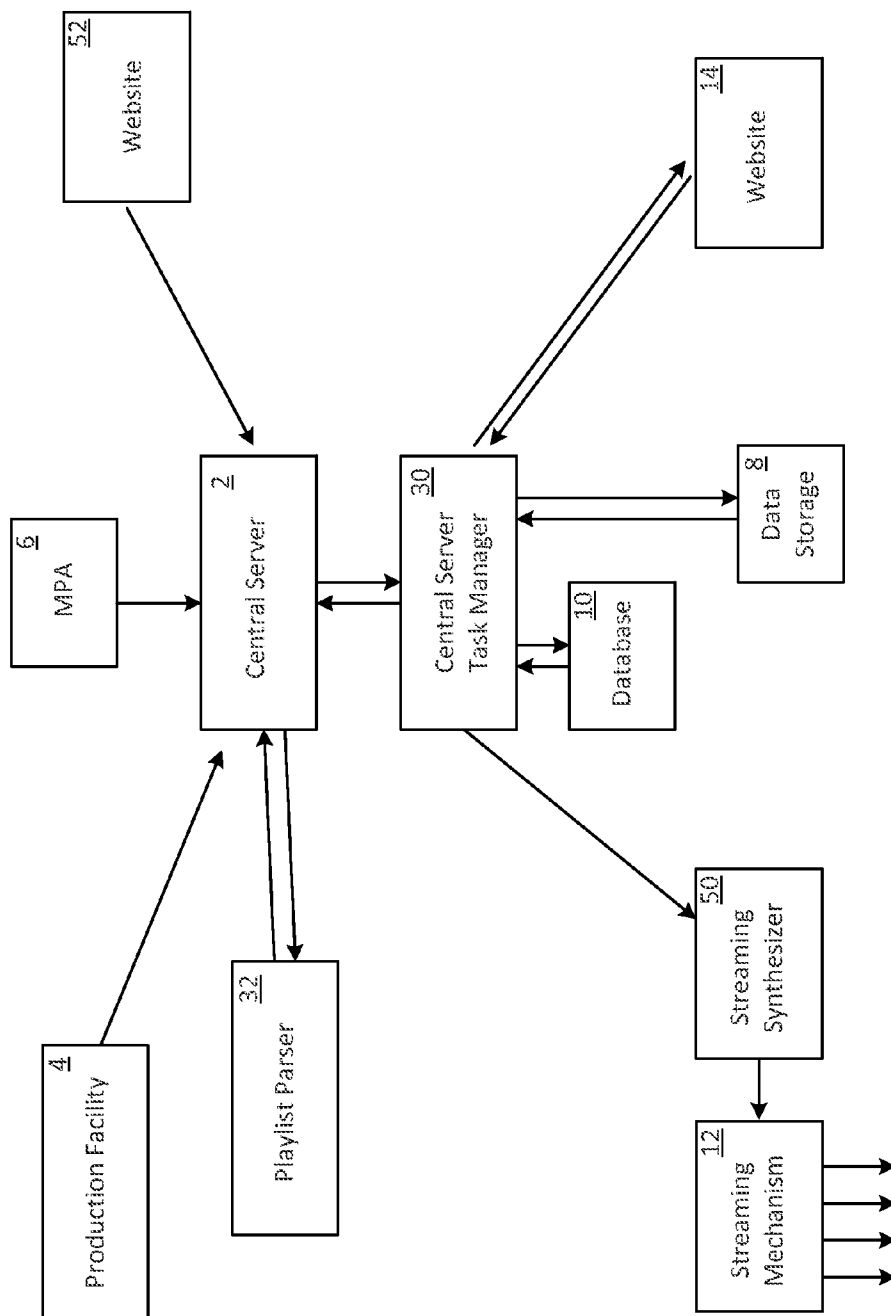 4
Production Facility
6
MPA
52
Website
32
Playlist Parser
2
Central Server
30
Central Server
Task Manager
10
Database
12
Streaming
Mechanism
50
Streaming
Synthesizer
8
Data
Storage
14
Website